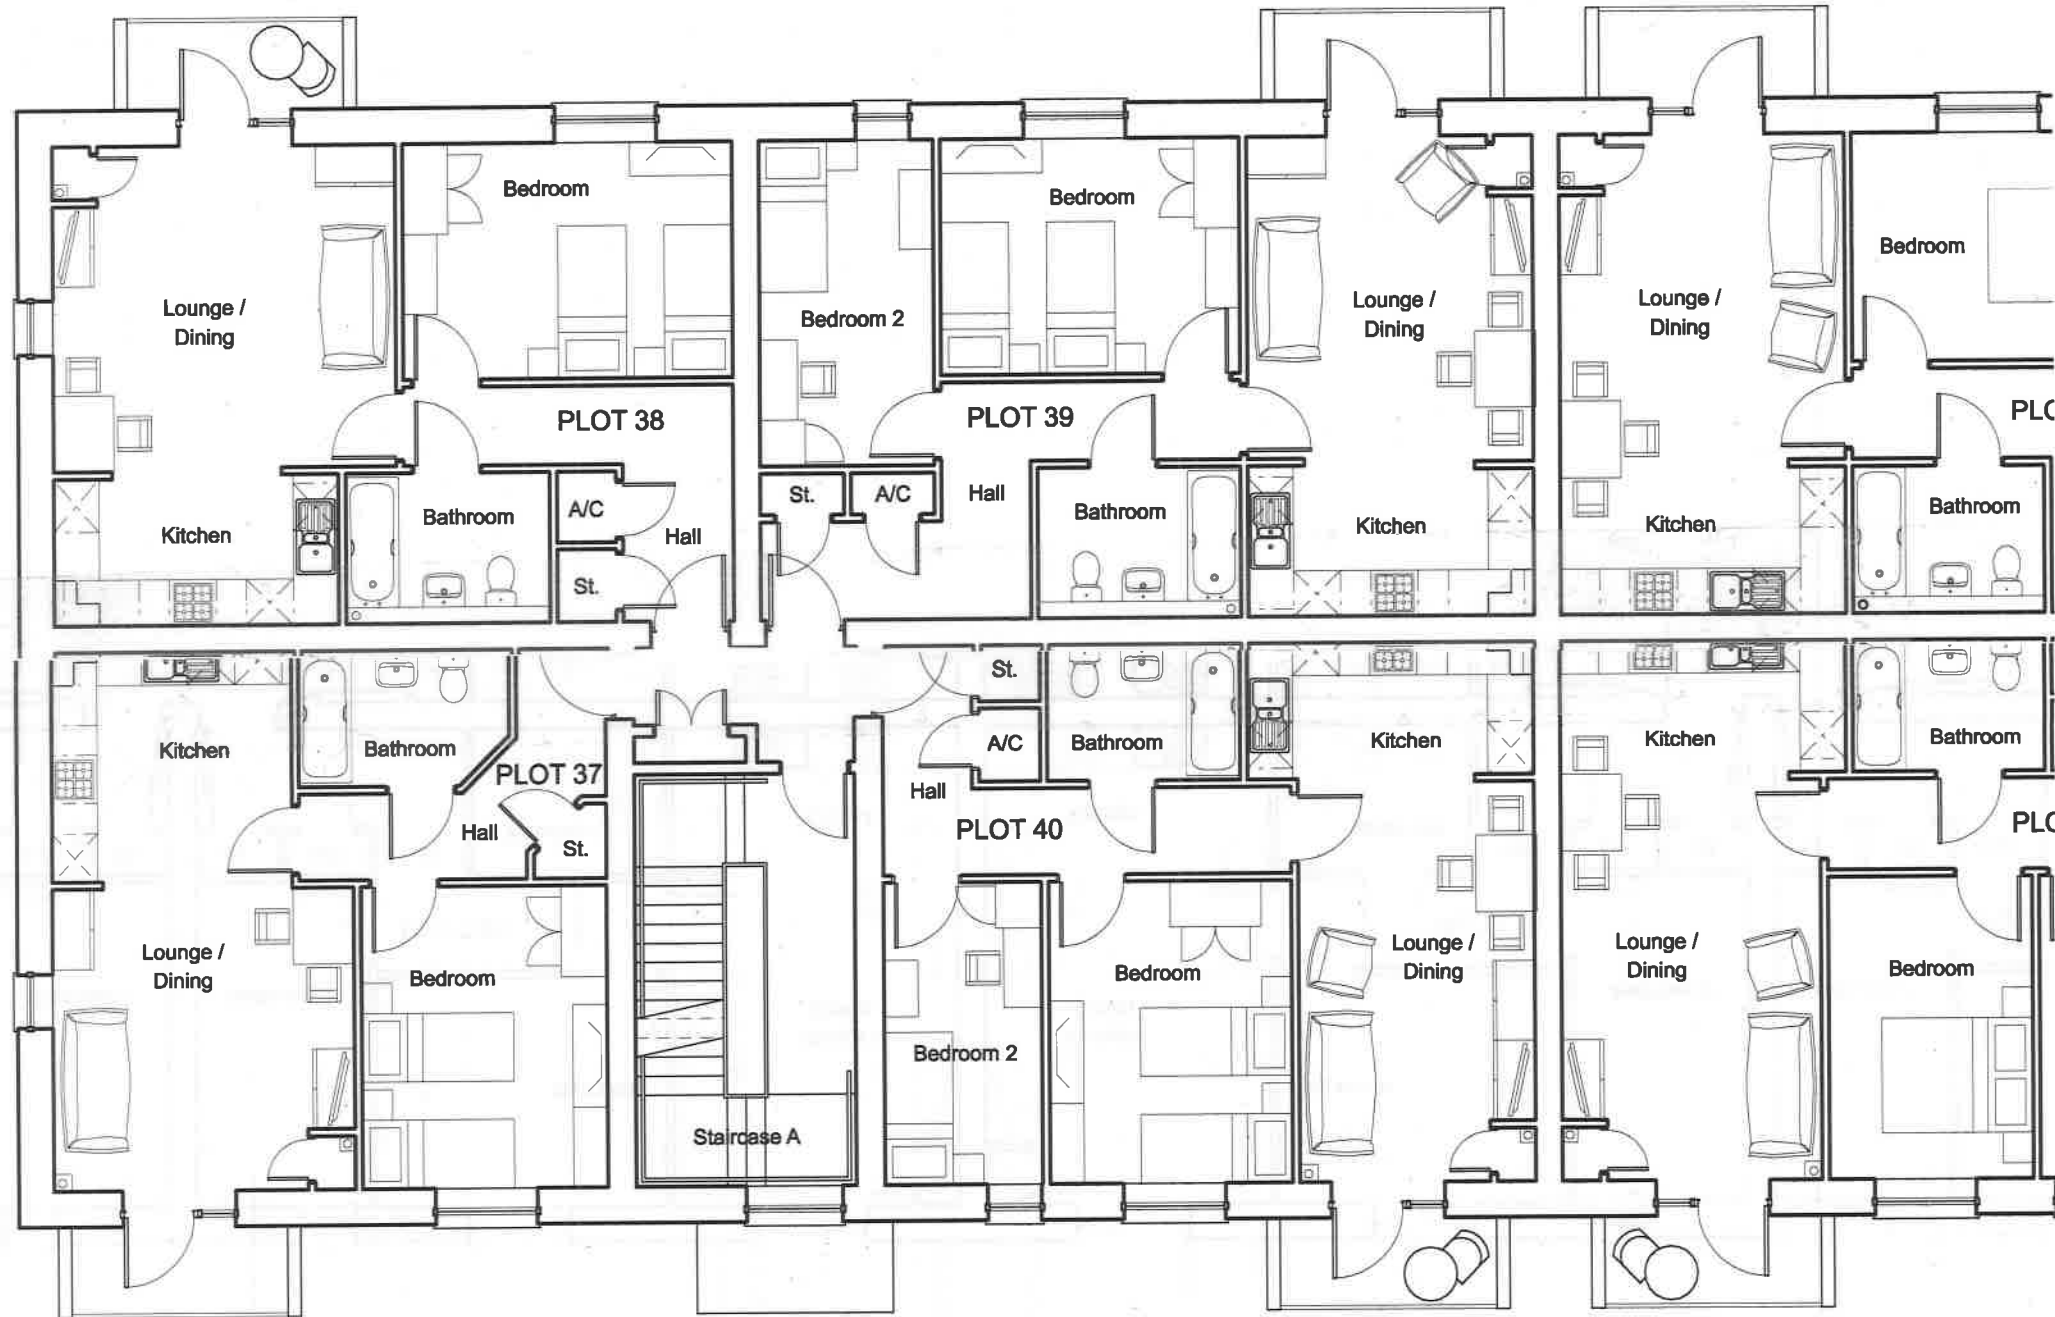 Bedroom
Bedroom
Bedroom
Lounge /
Dining
Bedroom 2
Lounge /
Dining
Lounge /
Dining
PLOT 38
PLOT 39
PLO
A/C
St.
A/C
Hall
Bathroom
Hall
Bathroom
Bathroom
Kitchen
Kitchen
Kitchen
St.
St.
Kitchen
Bathroom
A/C
Bathroom
Kitchen
Kitchen
Bathroom
PLOT 37
Hall
Hall
St.
PLOT 40
PLO
Lounge /
Dining
Bedroom
Bedroom
Lounge /
Dining
Lounge /
Dining
Bedroom
Bedroom 2
Staircase A